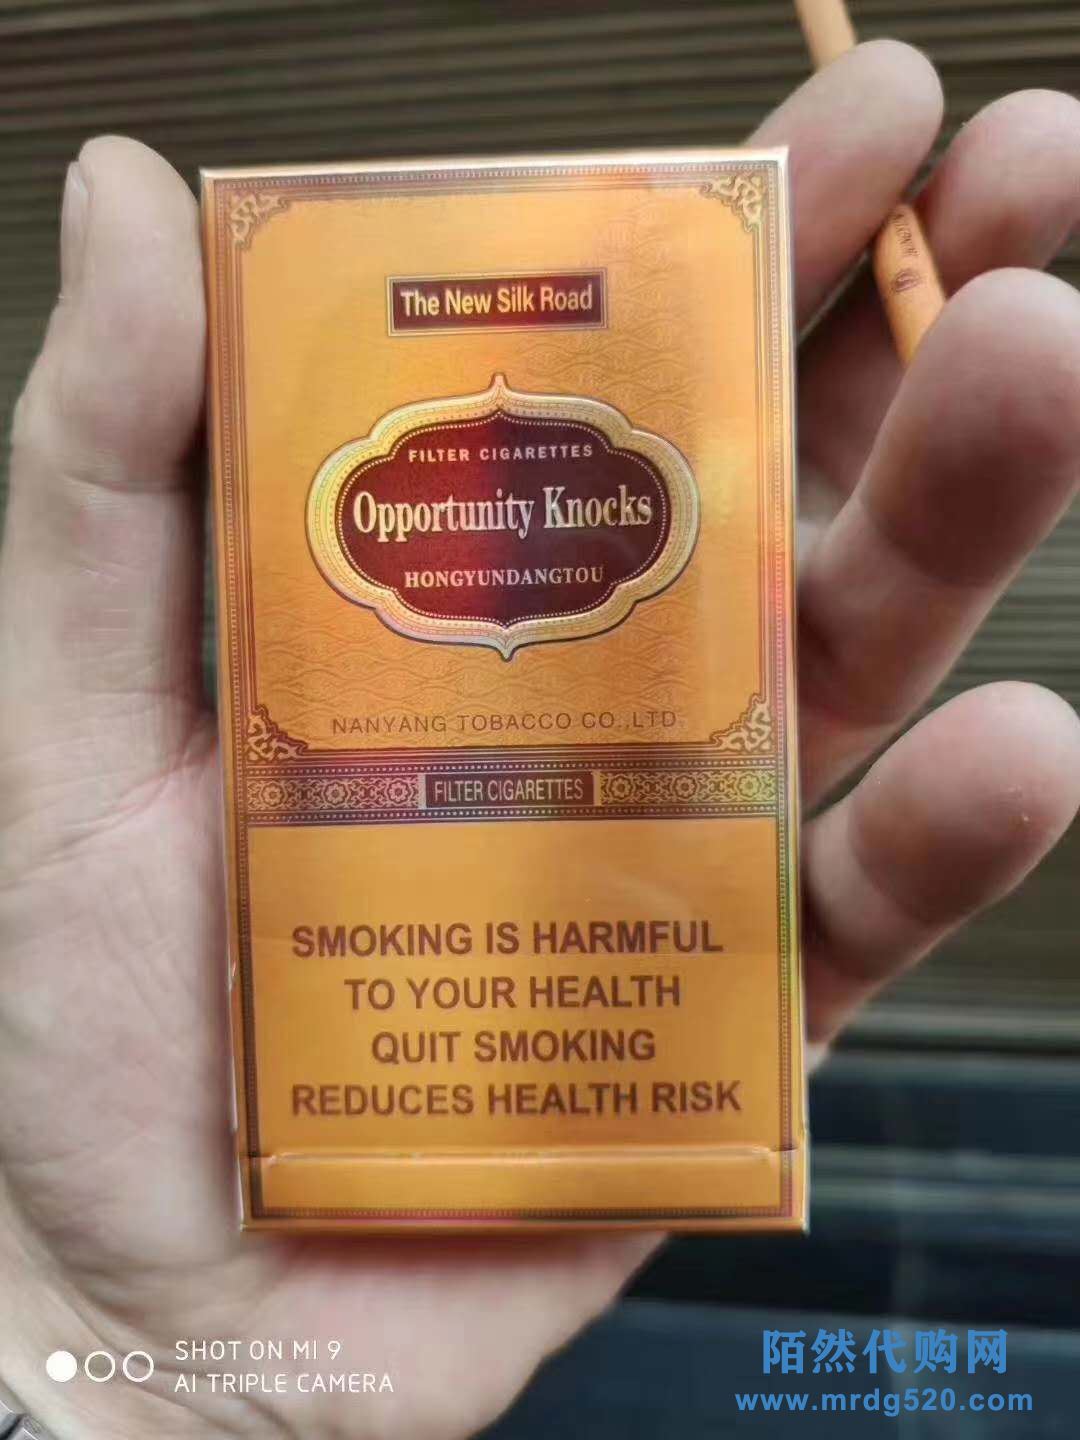 The New Silk Road
FILTER CIGARETTES
Opportunity Knocks
HONGYUNDANGTOU
NANYANG TOBACCO CO.,LTD.
FILTER CIGARETTES
SMOKING IS HARMFUL
TO YOUR HEALTH
QUIT SMOKING
REDUCES HEALTH RISK
SHOT ON MI 9
AI TRIPLE CAMERA
陌然代购网
www.mrdg520.com